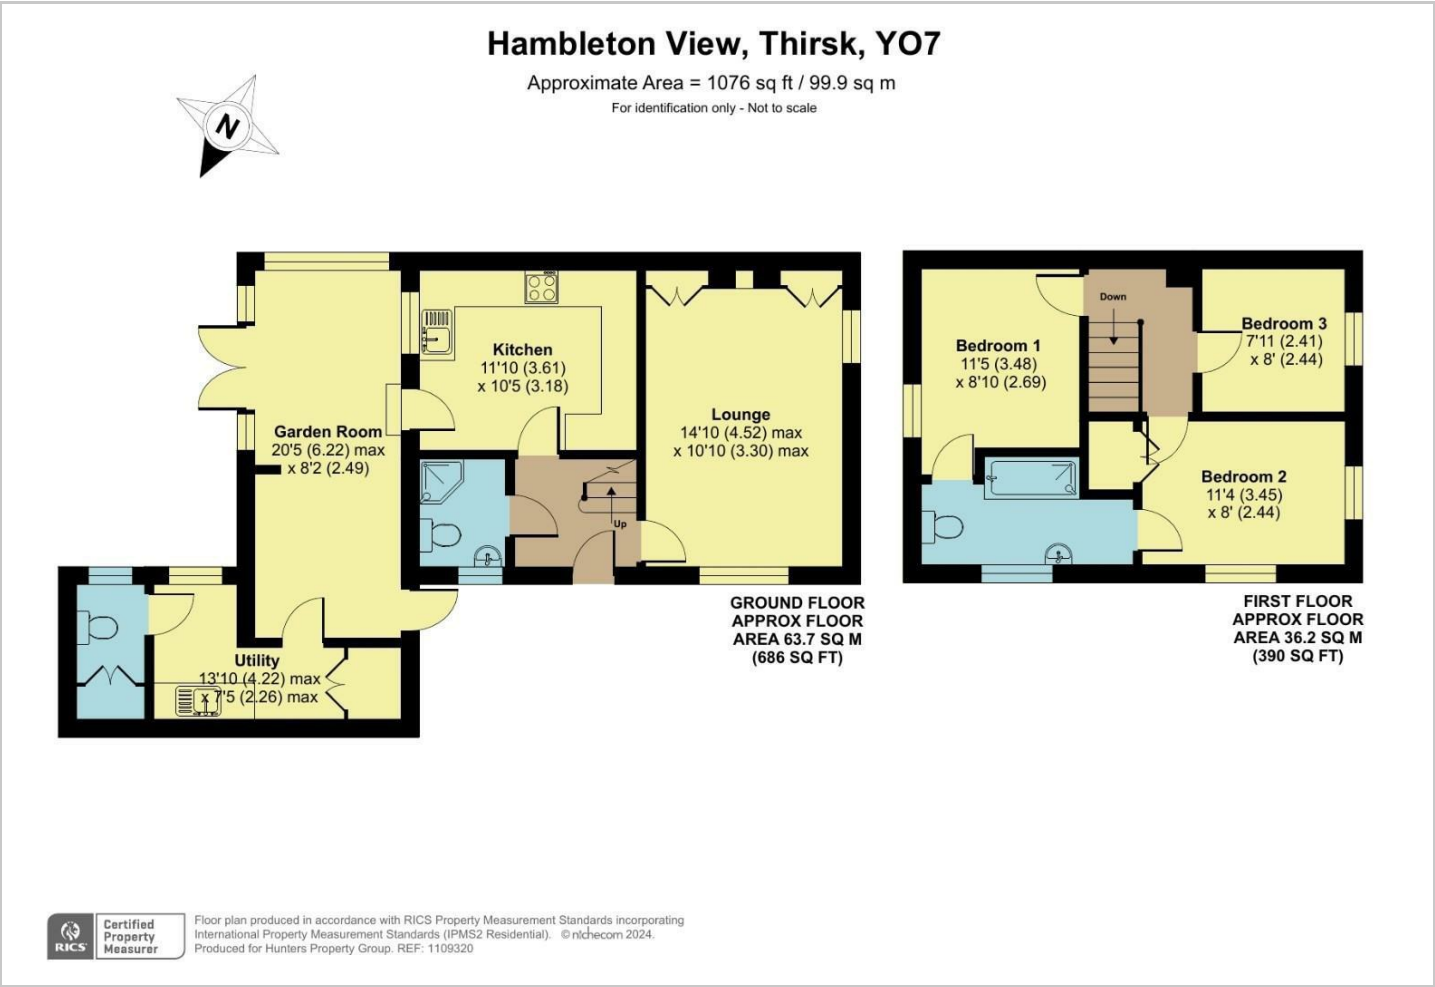 Hambleton View, Thirsk, YO7
Approximate Area = 1076 sq ft / 99.9 sq m
For identification only - Not to scale
N
Kitchen
11'10 (3.61)
x 10'5 (3.18)
Lounge
14'10 (4.52) max
x 10'10 (3.30) max
Garden Room
20'5 (6.22) max
x 8'2 (2.49)
Up
Utility
13'10 (4.22) max
x 7'5 (2.26) max
GROUND FLOOR
APPROX FLOOR
AREA 63.7 SQ M
(686 SQ FT)
Down
Bedroom 1
11'5 (3.48)
x 8'10 (2.69)
Bedroom 3
7'11 (2.41)
x 8' (2.44)
Bedroom 2
11'4 (3.45)
x 8' (2.44)
FIRST FLOOR
APPROX FLOOR
AREA 36.2 SQ M
(390 SQ FT)
RICS
Certified
Property
Measurer
Floor plan produced in accordance with RICS Property Measurement Standards incorporating
International Property Measurement Standards (IPMS2 Residential). © nichecom 2024.
Produced for Hunters Property Group. REF: 1109320